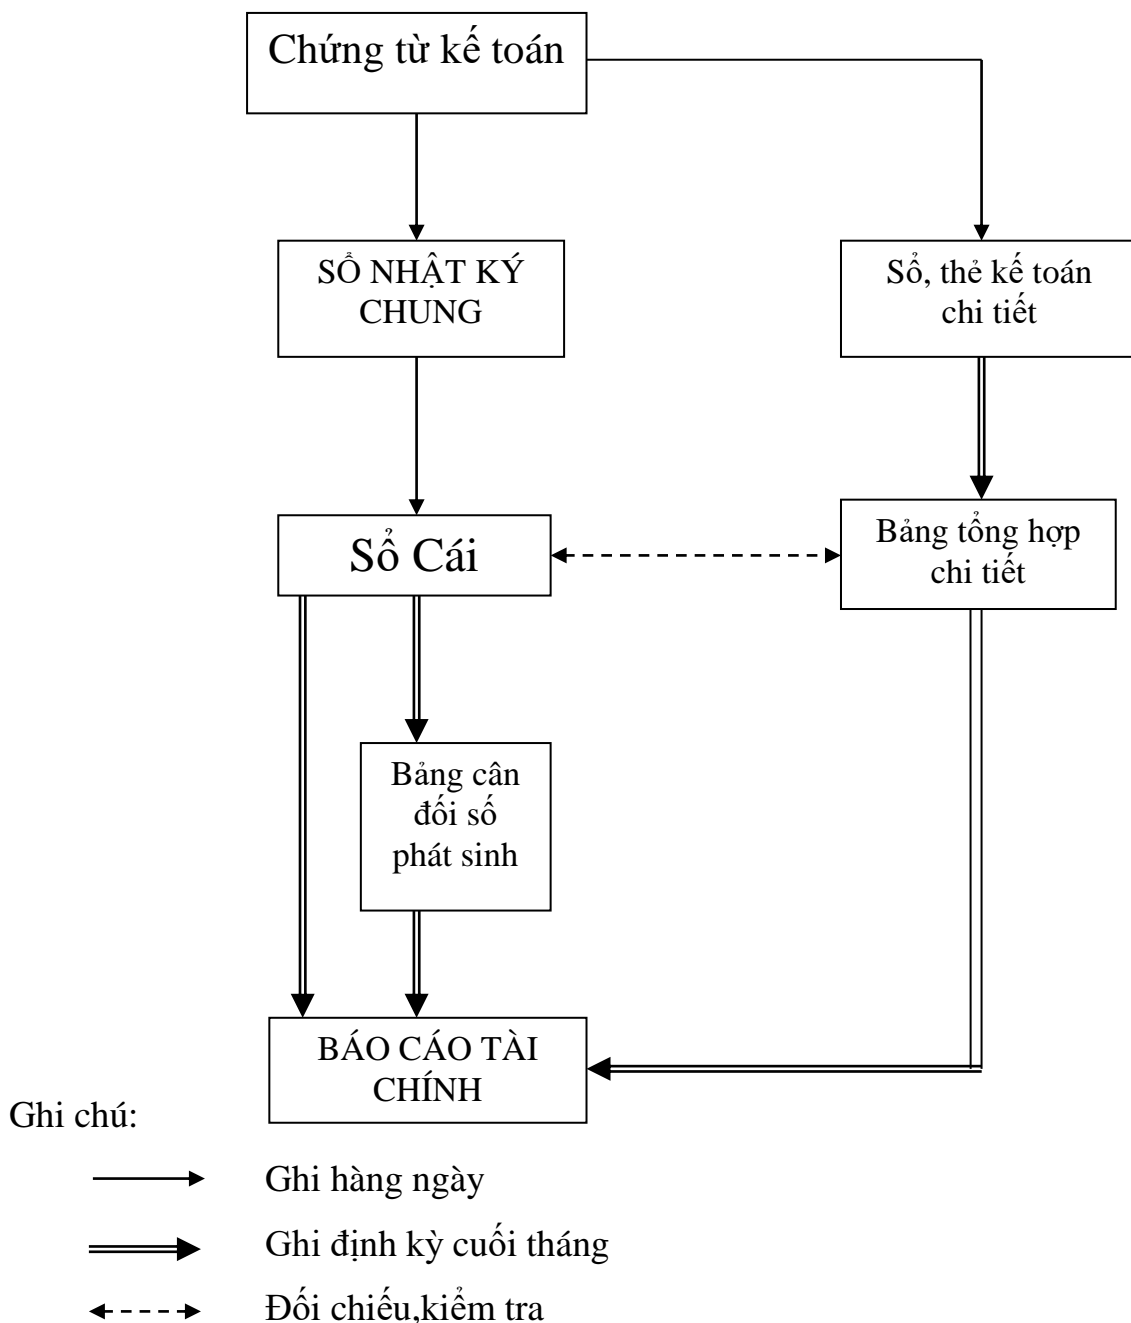 Chứng từ kế toán
SỔ NHẬT KÝ
CHUNG
Sổ, thẻ kế toán
chi tiết
Sổ Cái
Bảng tổng hợp
chi tiết
Bảng cân
đối số
phát sinh
BÁO CÁO TÀI
CHÍNH
Ghi chú:
Ghi hàng ngày
Ghi định kỳ cuối tháng
Đối chiếu,kiểm tra